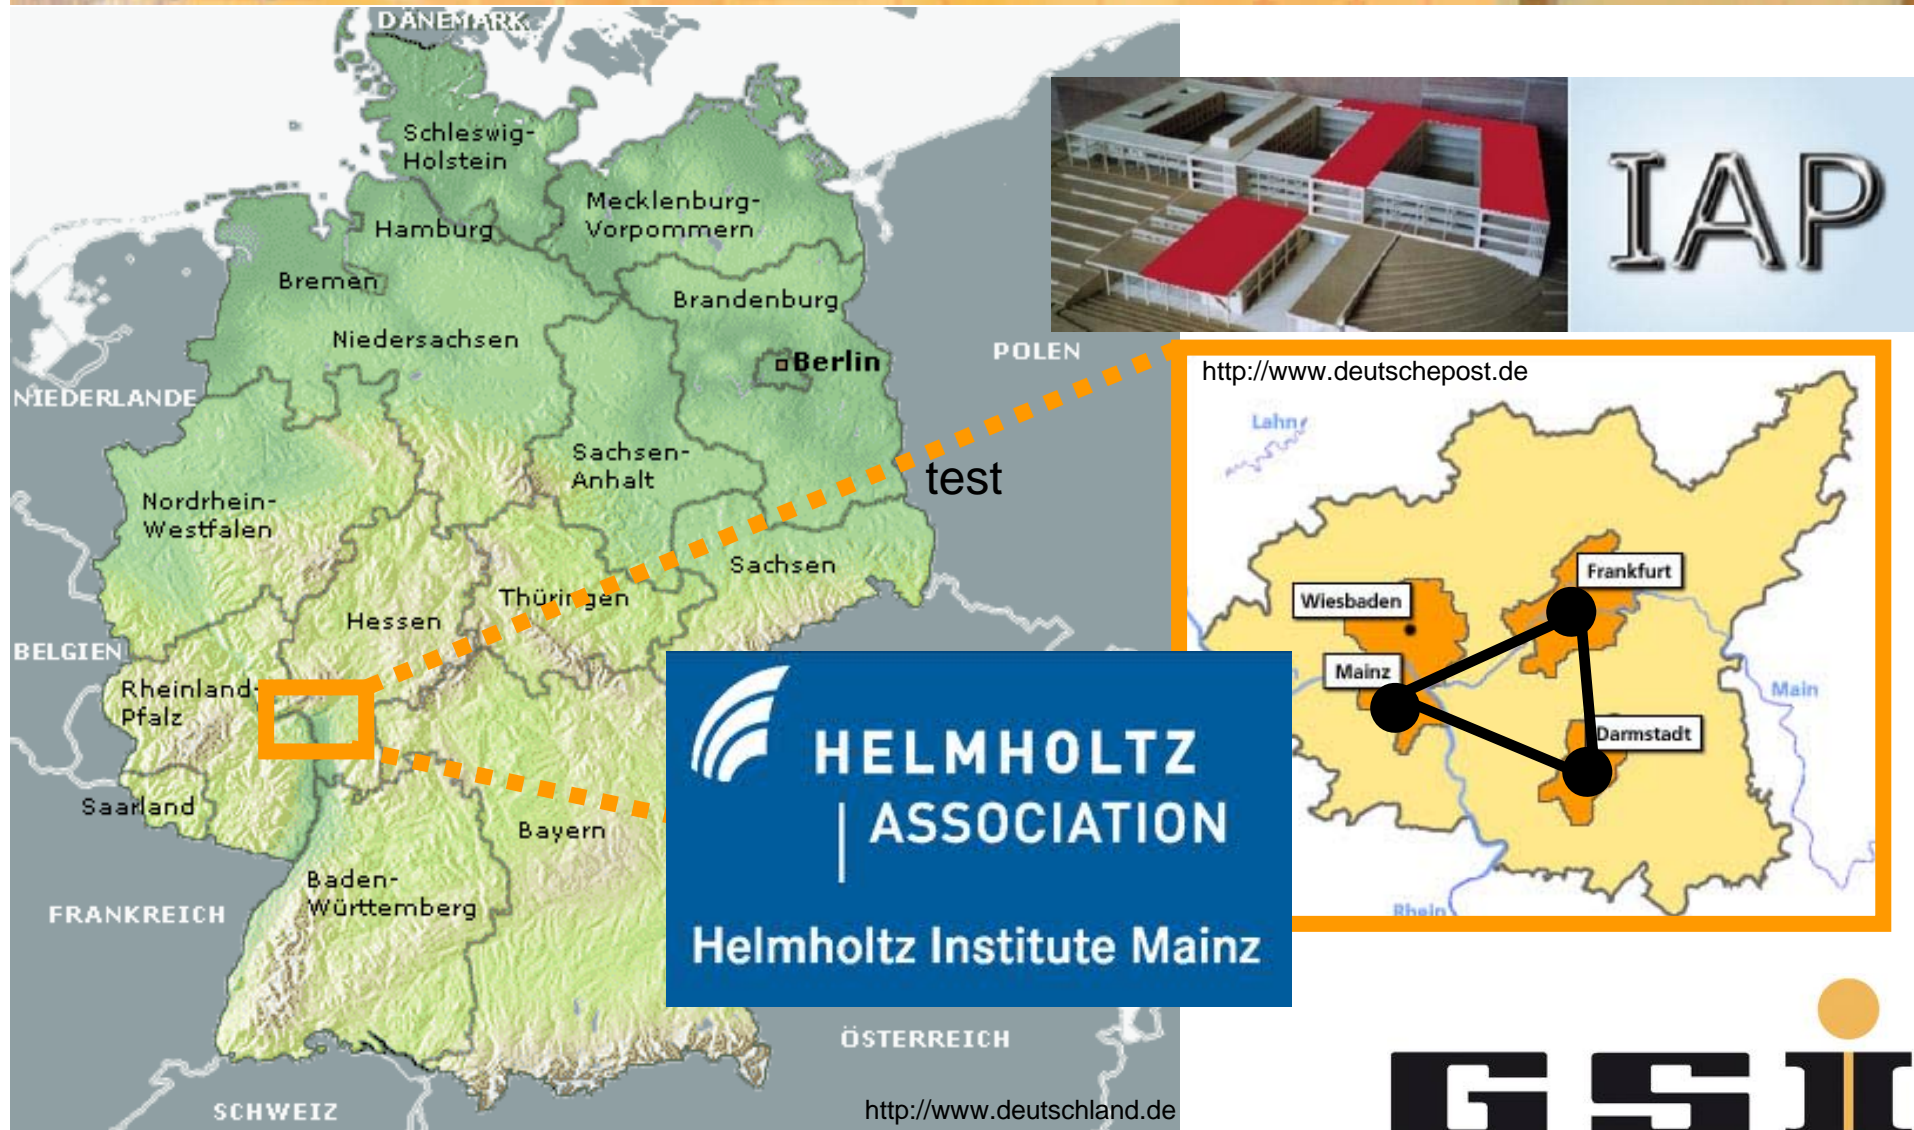 DÄNEMARK
Schleswig-
Holstein
Mecklenburg-
Vorpommern
Hamburg
Bremen
Brandenburg
Niedersachsen
Berlin
POLEN
NIEDERLANDE
Sachsen-
Anhalt
test
Nordrhein-
Westfalen
Sachsen
Thüringen
Hessen
BELGIEN
Rheinland-
Pfalz
Saarland
Bayern
Baden-
Württemberg
FRANKREICH
ÖSTERREICH
SCHWEIZ
http://www.deutschland.de
IAP
http://www.deutschepost.de
Lahn
Frankfurt
Wiesbaden
Mainz
Main
Darmstadt
Rhein
HELMHOLTZ
ASSOCIATION
Helmholtz Institute Mainz
GSI